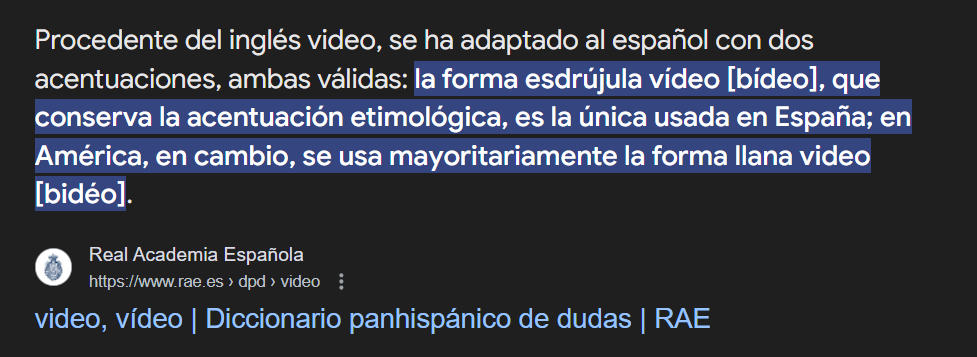 Procedente del inglés video, se ha adaptado al español con dos
acentuaciones, ambas válidas: la forma esdrújula vídeo [bídeo], que
conserva la acentuación etimológica, es la única usada en España; en
América, en cambio, se usa mayoritariamente la forma llana video
[bidéo].
Real Academia Española
https://www.rae.es › dpd › video
video, vídeo | Diccionario panhispánico de dudas | RAE